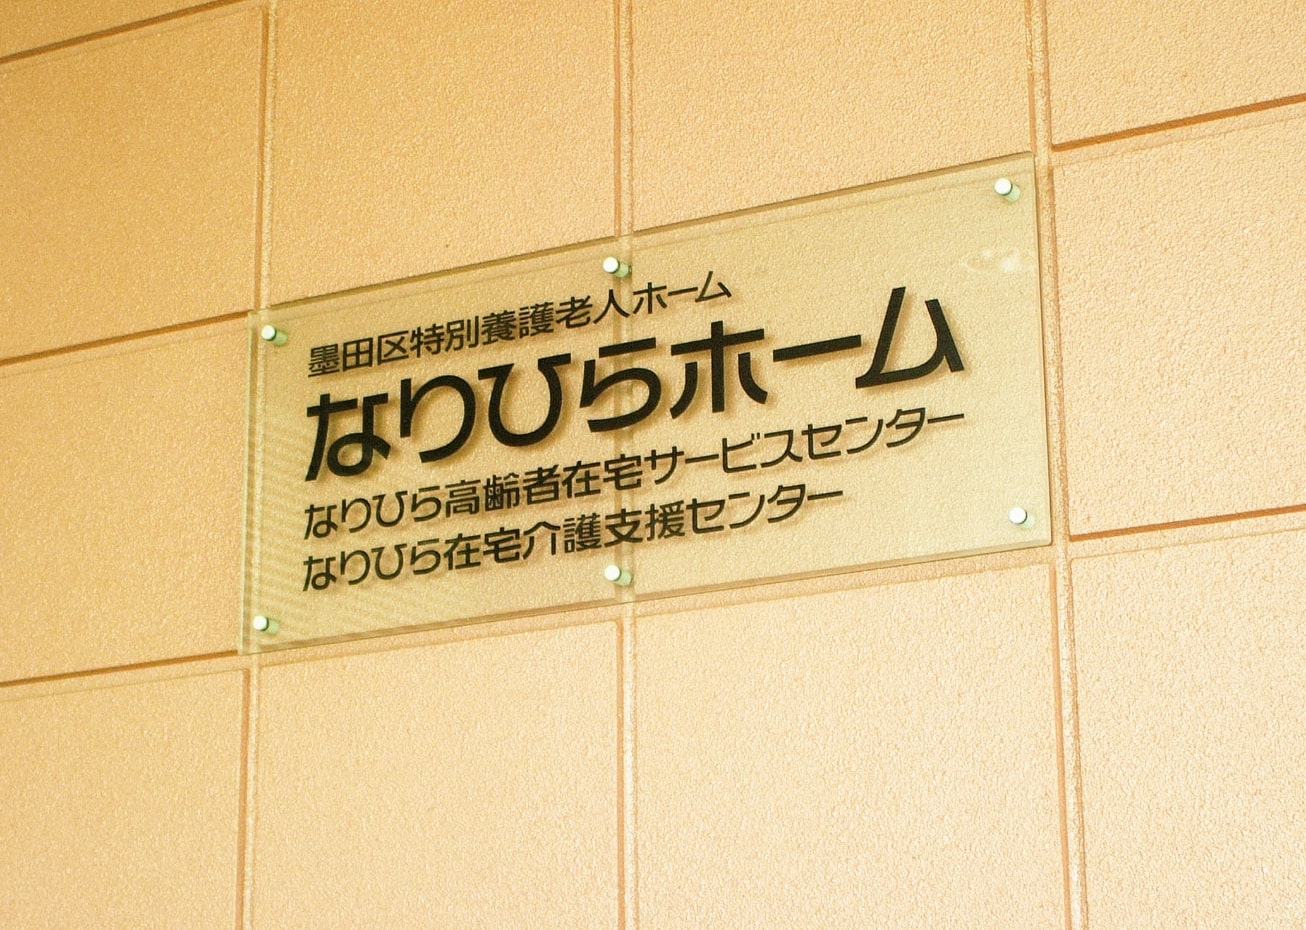 墨田区特別養護老人ホーム
なりひらホーム
なりひら高齢者在宅サービスセンター
なりひら在宅介護支援センター